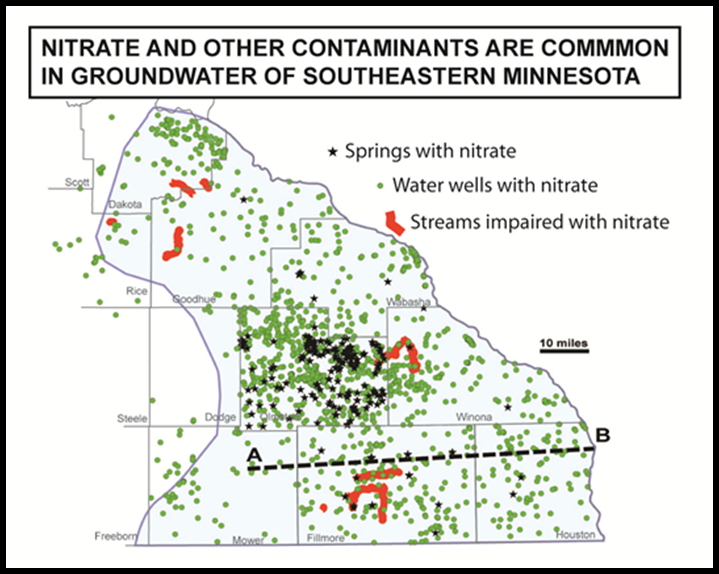 NITRATE AND OTHER CONTAMINANTS ARE COMMMON
IN GROUNDWATER OF SOUTHEASTERN MINNESOTA
Springs with nitrate
Water wells with nitrate
Streams impaired with nitrate
Scott
Dakota
Rice
Goodhue
Wabasha
10 miles
Steele
Dodge
Olmsted
Winona
A
B
Freeborn
Mower
Fillmore
Houston